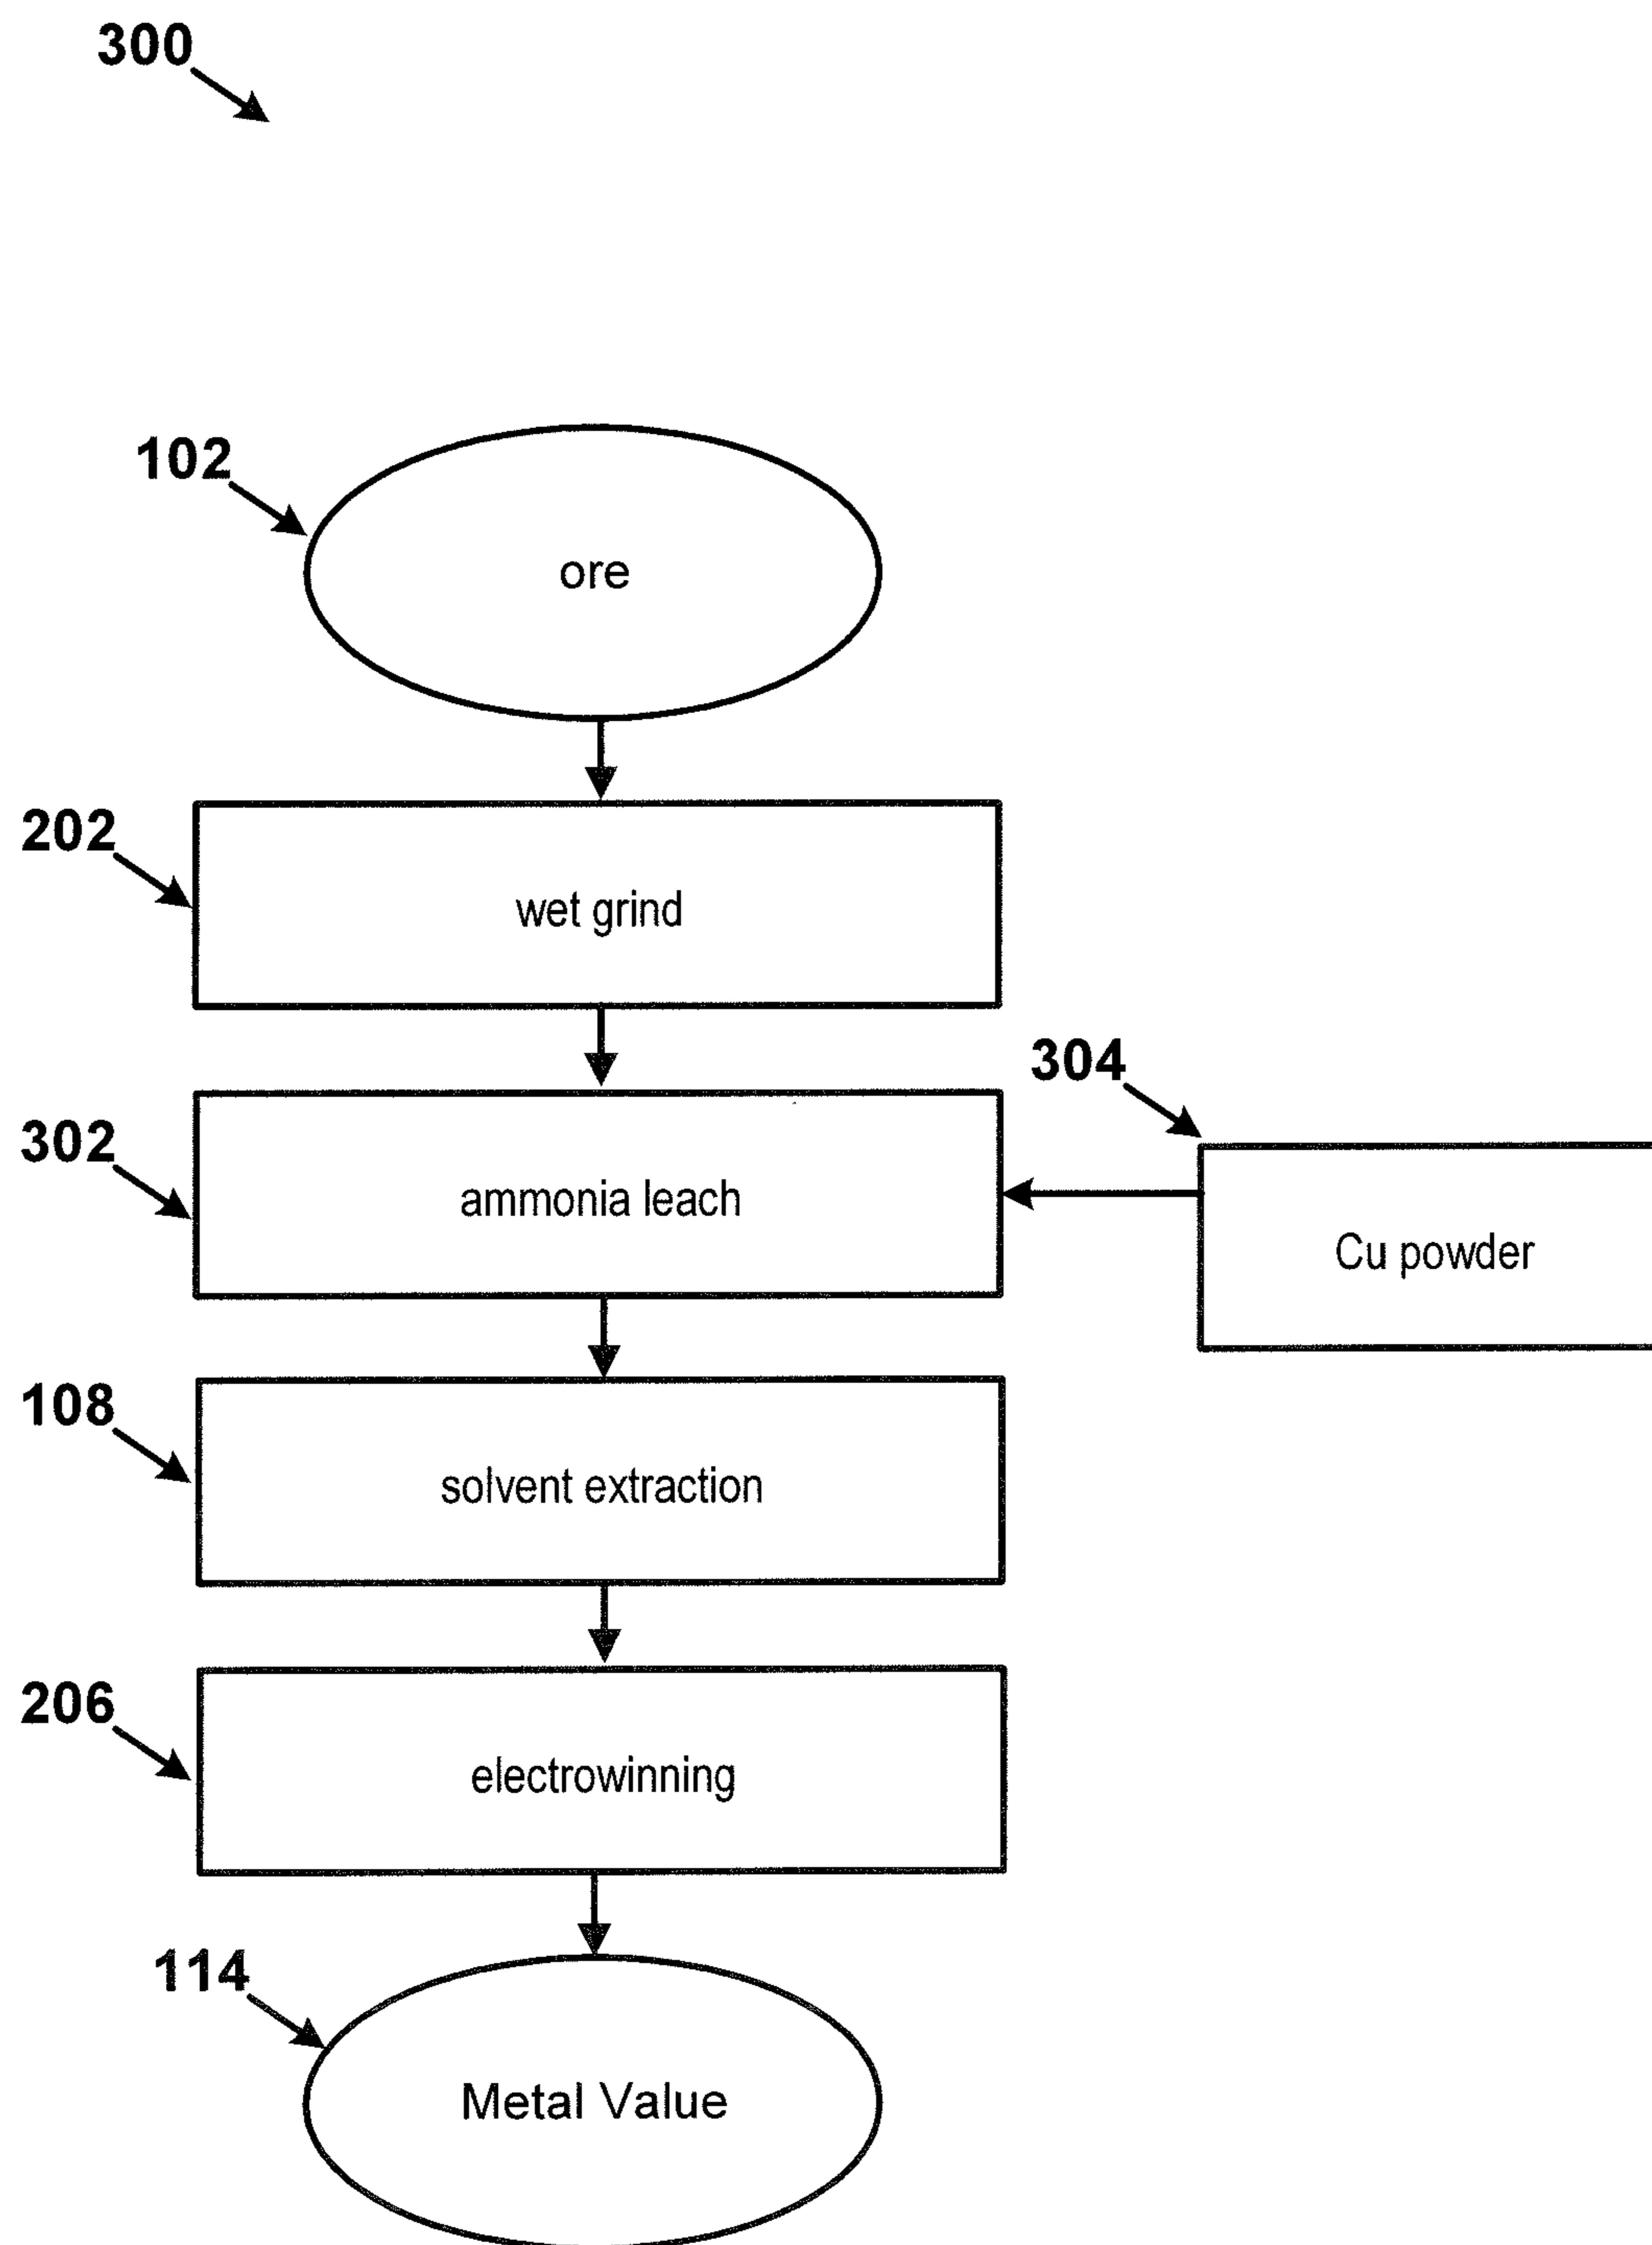 300
102
ore
202
wet grind
304
302
ammonia leach
Cu powder
108
solvent extraction
206
electrowinning
114
Metal Value